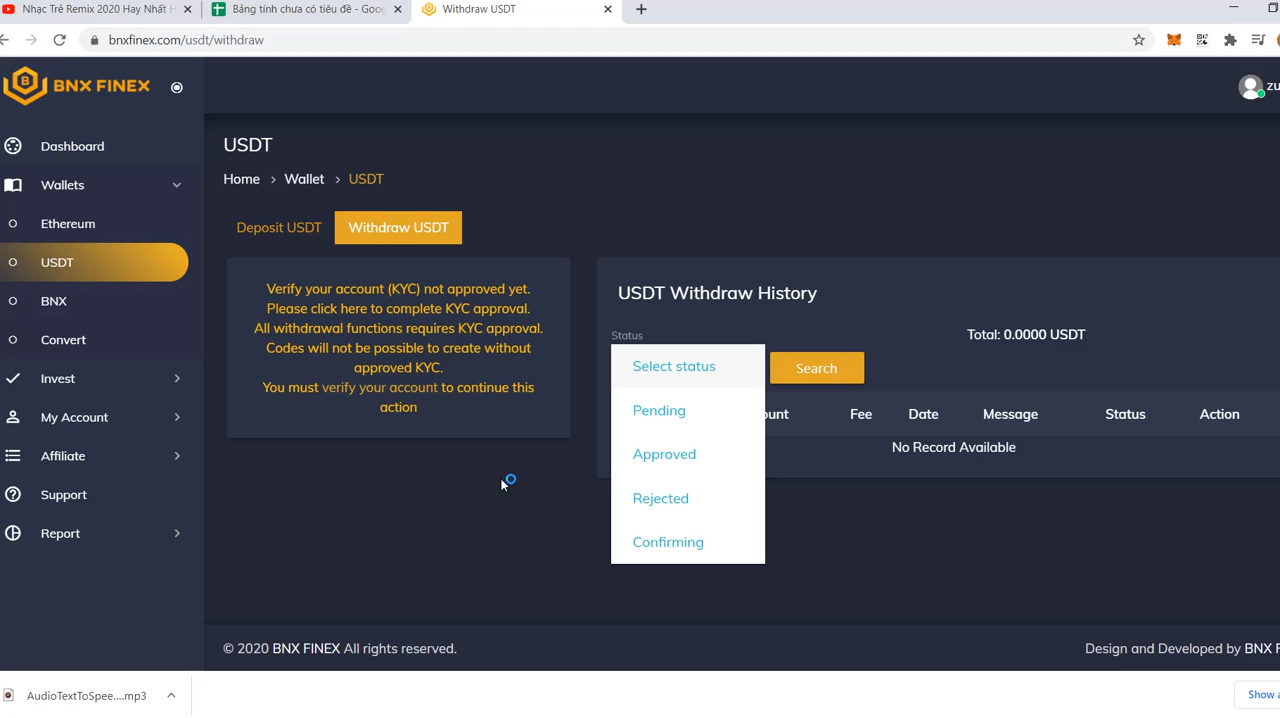 Nhạc Trẻ Remix 2020 Hay Nhất H
Bảng tính chưa có tiêu đề - Goog
Withdraw USDT
bnxfinex.com/usdt/withdraw
BNX FINEX
zu
Dashboard
Wallets
Ethereum
USDT
BNX
Convert
Invest
My Account
Affiliate
Support
Report
USDT
Home > Wallet > USDT
Deposit USDT
Withdraw USDT
Verify your account (KYC) not approved yet.
Please click here to complete KYC approval.
All withdrawal functions requires KYC approval.
Codes will not be possible to create without
approved KYC.
You must verify your account to continue this
action
USDT Withdraw History
Status
Total: 0.0000 USDT
Select status
Pending
Approved
Rejected
Confirming
Search
ount Fee Date Message Status Action
No Record Available
© 2020 BNX FINEX All rights reserved.
Design and Developed by BNX F
AudioTextToSpee....mp3
Show a